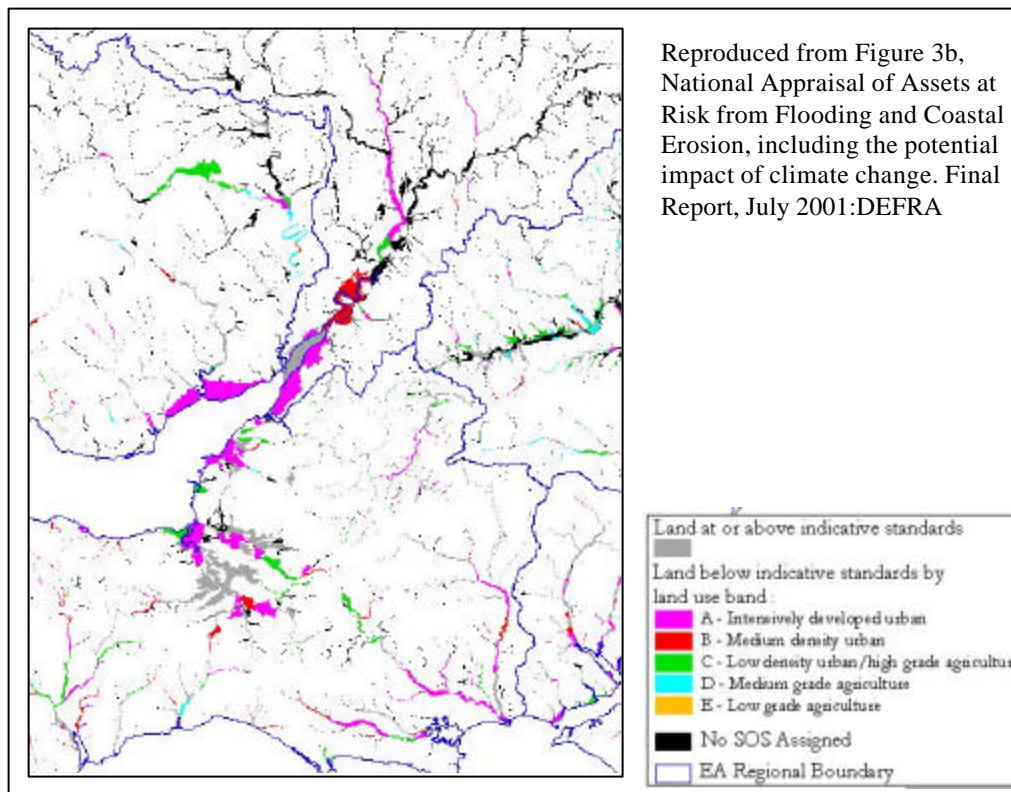 Reproduced from Figure 3b,
National Appraisal of Assets at
Risk from Flooding and Coastal
Erosion, including the potential
impact of climate change. Final
Report, July 2001:DEFRA
Land at or above indicative standards
Land below indicative standards by
land use band :
A - Intensively developed urban
B - Medium density urban
C - Low density urban/high grade agriculture
D - Medium grade agriculture
E - Low grade agriculture
No SOS Assigned
EA Regional Boundary